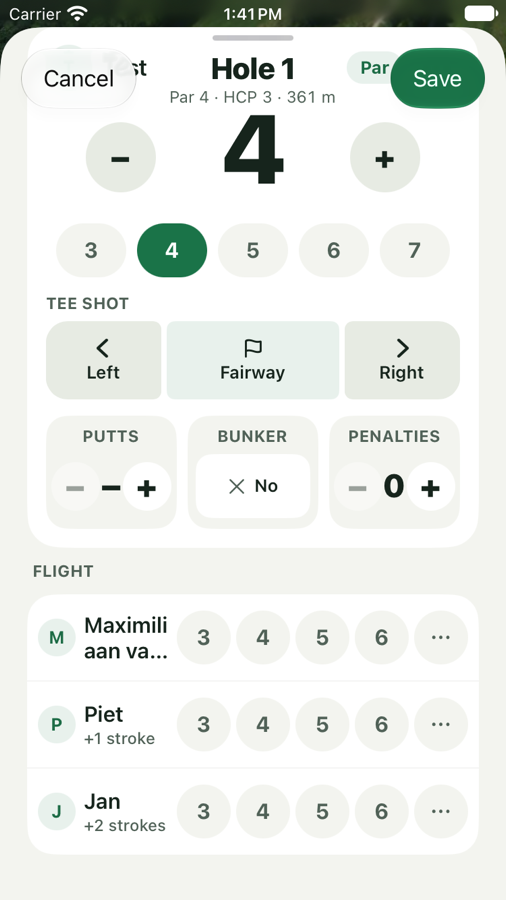 Carrier 1:41 PM
Cancel
Hole 1
Par
Save
Par 4 · HCP 3 · 361 m
– 4 +
3 4 5 6 7
TEE SHOT
Left Fairway Right
PUTTS BUNKER PENALTIES
– – + No – 0 +
FLIGHT
M Maximili
aan va... 3 4 5 6 ...
P Piet 3 4 5 6 ...
+1 stroke
J Jan 3 4 5 6 ...
+2 strokes